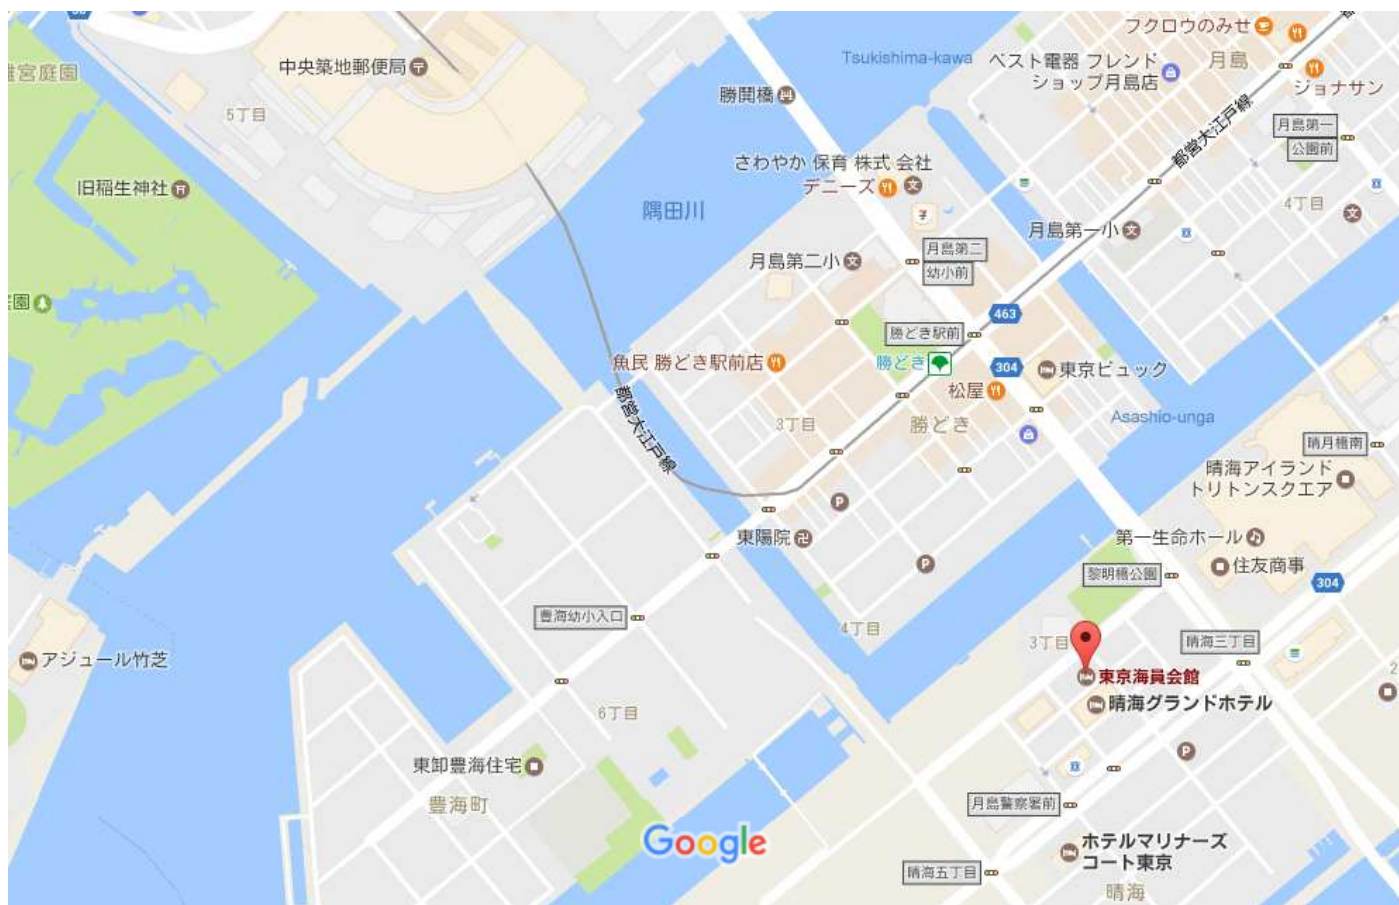 フクロウのみせ
Tsukishima-kawa
ベスト電器 フレンド
ショップ月島店
月島
中央築地郵便局
離宮庭園
勝鬨橋
ジョナサン
5丁目
都営大江戸線
月島第一
公園前
さわやか 保育 株式 会社
デニーズ
旧稲生神社
隅田川
4丁目
月島第一小
月島第二小
月島第二
幼小前
庭園
463
勝どき駅前
魚民 勝どき駅前店
勝どき
304
東京ビュック
松屋
都営大江戸線
3丁目
勝どき
Asashio-unga
晴月橋南
晴海アイランド
トリトンスクエア
東陽院
第一生命ホール
住友商事
黎明橋公園
304
豊海幼小入口
4丁目
3丁目
晴海三丁目
アジュール竹芝
東京海員会館
2
晴海グランドホテル
6丁目
東卸豊海住宅
豊海町
月島警察署前
Google
ホテルマリナーズ
コート東京
晴海五丁目
晴海